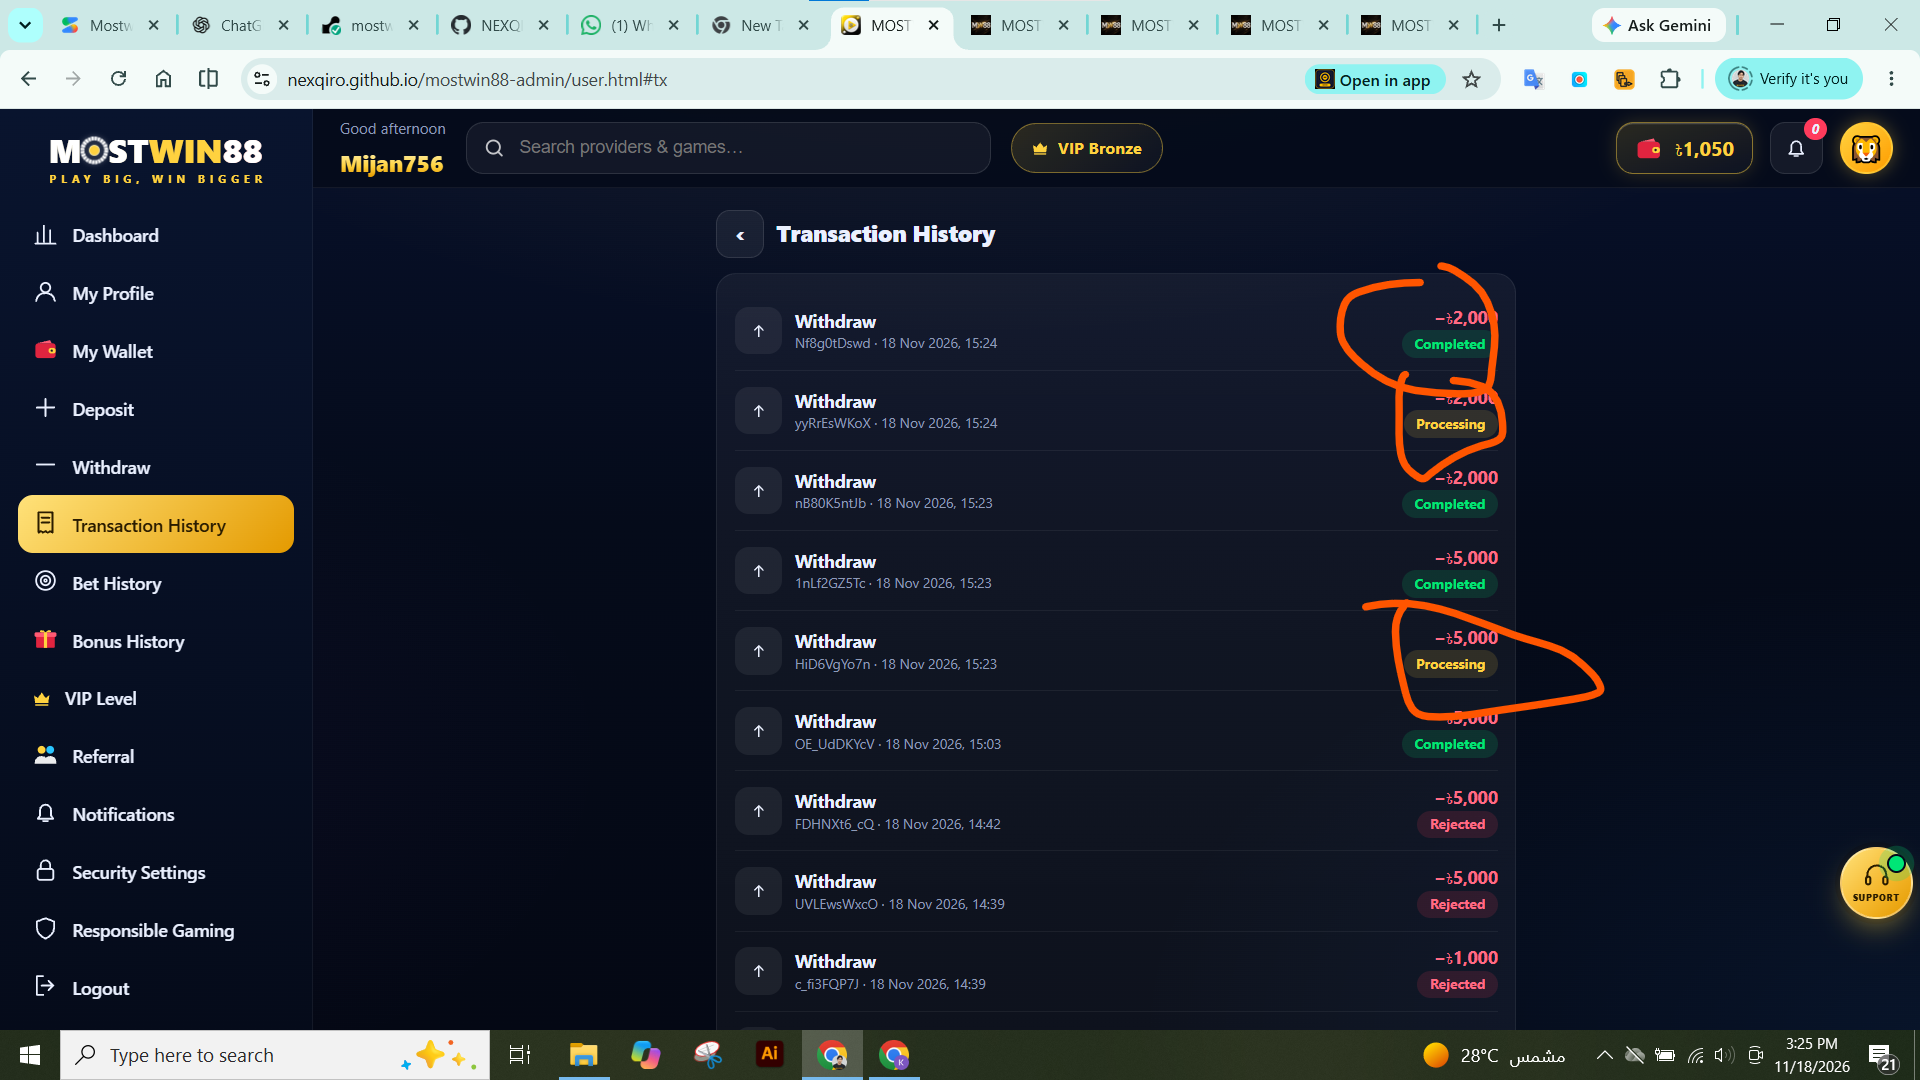 Mostw
ChatG
mostw
NEXQ
(1) Wh
New T
MOST
MOST
MOST
MOST
MOST
Ask Gemini
nexqiro.github.io/mostwin88-admin/user.html#tx
Open in app
Verify it's you
MOSTWIN88
PLAY BIG, WIN BIGGER
Good afternoon
Mijan756
Search providers & games…
VIP Bronze
৳1,050
0
Dashboard
My Profile
My Wallet
Deposit
Withdraw
Transaction History
Bet History
Bonus History
VIP Level
Referral
Notifications
Security Settings
Responsible Gaming
Logout
Transaction History
Withdraw
Nf8g0tDswd · 18 Nov 2026, 15:24
−৳2,000
Completed
Withdraw
yyRrEsWKoX · 18 Nov 2026, 15:24
−৳2,000
Processing
Withdraw
nB80K5ntJb · 18 Nov 2026, 15:23
−৳2,000
Completed
Withdraw
1nLf2GZ5Tc · 18 Nov 2026, 15:23
−৳5,000
Completed
Withdraw
HiD6VgYo7n · 18 Nov 2026, 15:23
−৳5,000
Processing
Withdraw
OE_UdDKYcV · 18 Nov 2026, 15:03
−৳5,000
Completed
Withdraw
FDHNXt6_cQ · 18 Nov 2026, 14:42
−৳5,000
Rejected
Withdraw
UVLEwsWxcO · 18 Nov 2026, 14:39
−৳5,000
Rejected
Withdraw
c_fi3FQP7J · 18 Nov 2026, 14:39
−৳1,000
Rejected
SUPPORT
Type here to search
Ai
K
28°C مشمس
3:25 PM
11/18/2026
21